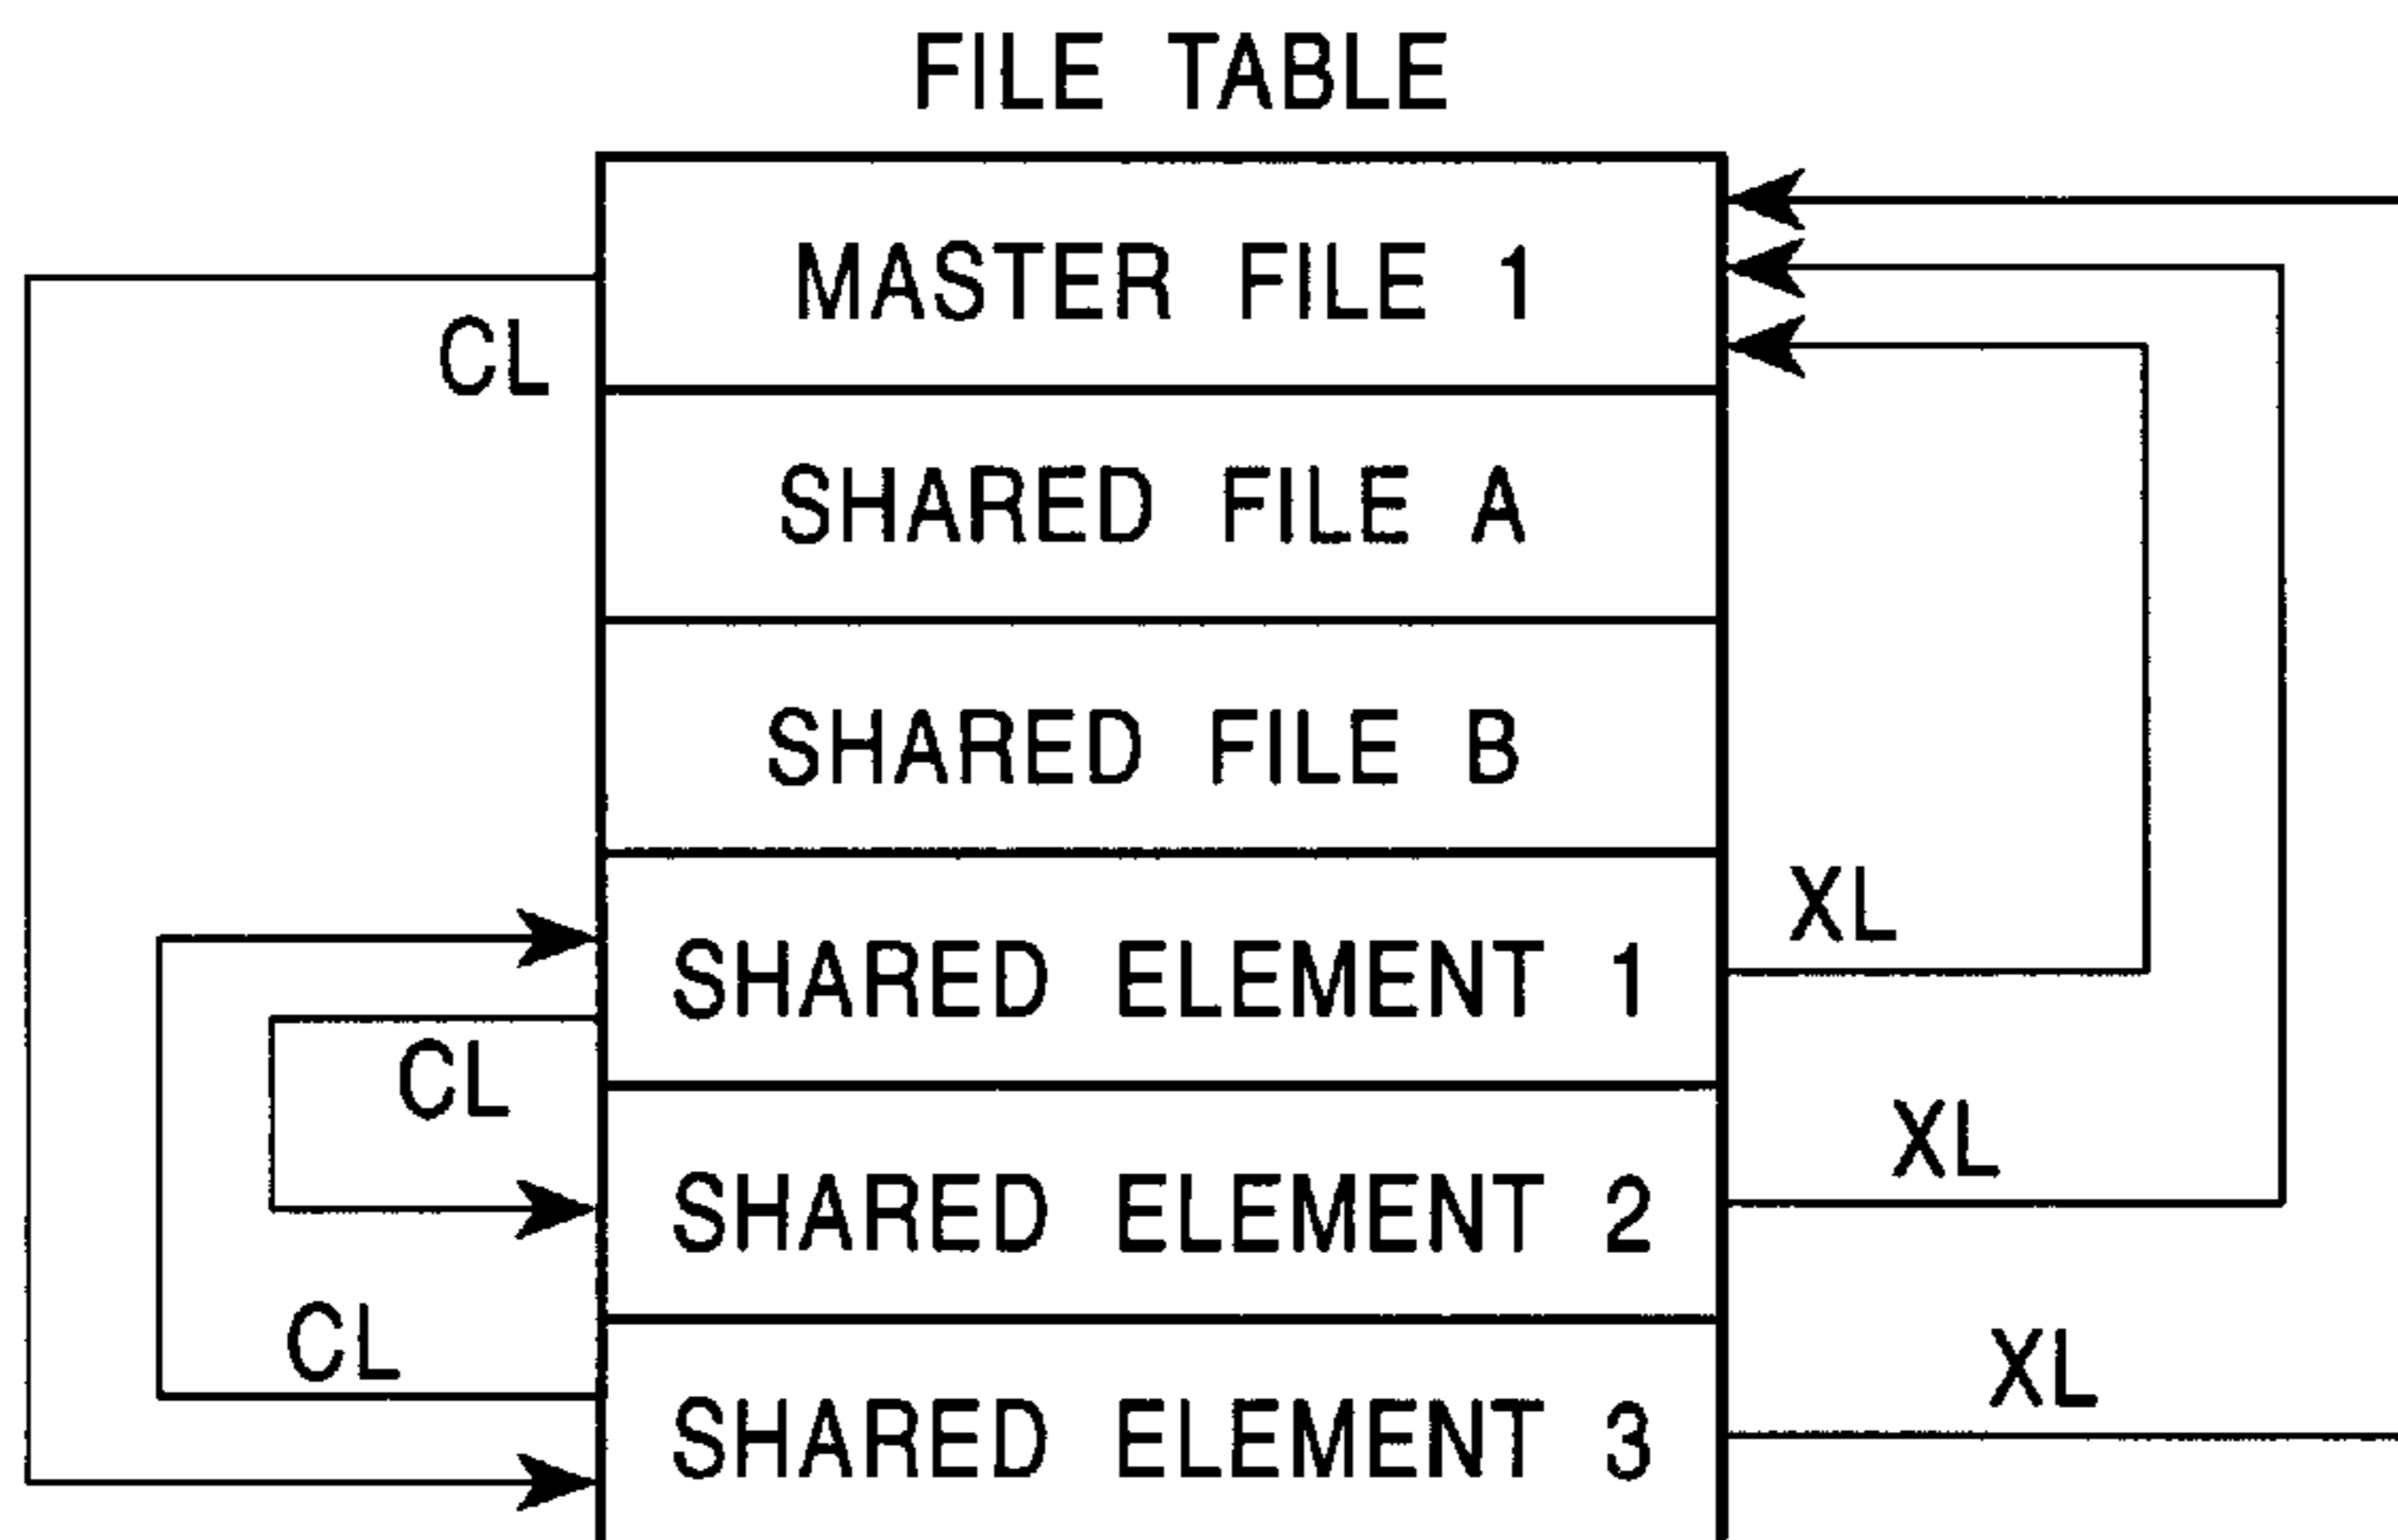 FILE TABLE
MASTER FILE 1
CL
SHARED FILE A
SHARED FILE B
XL
SHARED ELEMENT 1
CL
XL
SHARED ELEMENT 2
CL
XL
SHARED ELEMENT 3